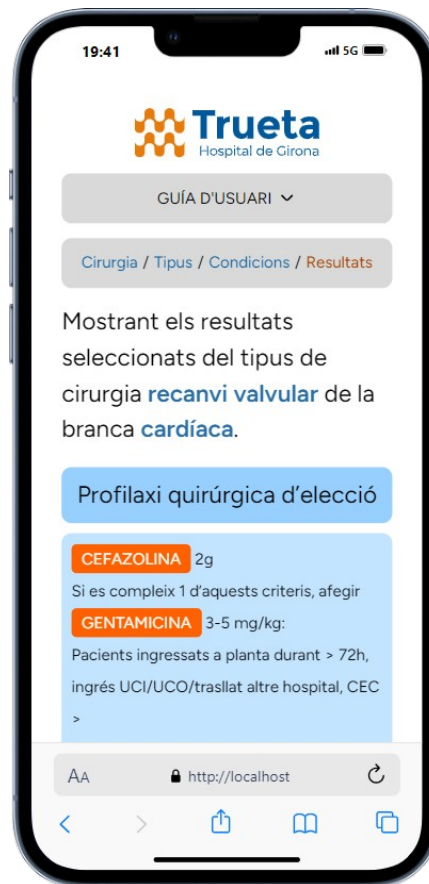 19:41
5G
Trueta
Hospital de Girona
GUÍA D'USUARI
Cirurgia / Tipus / Condicions / Resultats
Mostrant els resultats
seleccionats del tipus de
cirurgia recanvi valvular de la
branca cardíaca.
Profilaxi quirúrgica d’elecció
CEFAZOLINA 2g
Si es compleix 1 d’aquests criteris, afegir
GENTAMICINA 3-5 mg/kg:
Pacients ingressats a planta durant > 72h,
ingrés UCI/UCO/trasllat altre hospital, CEC
>
AA http://localhost